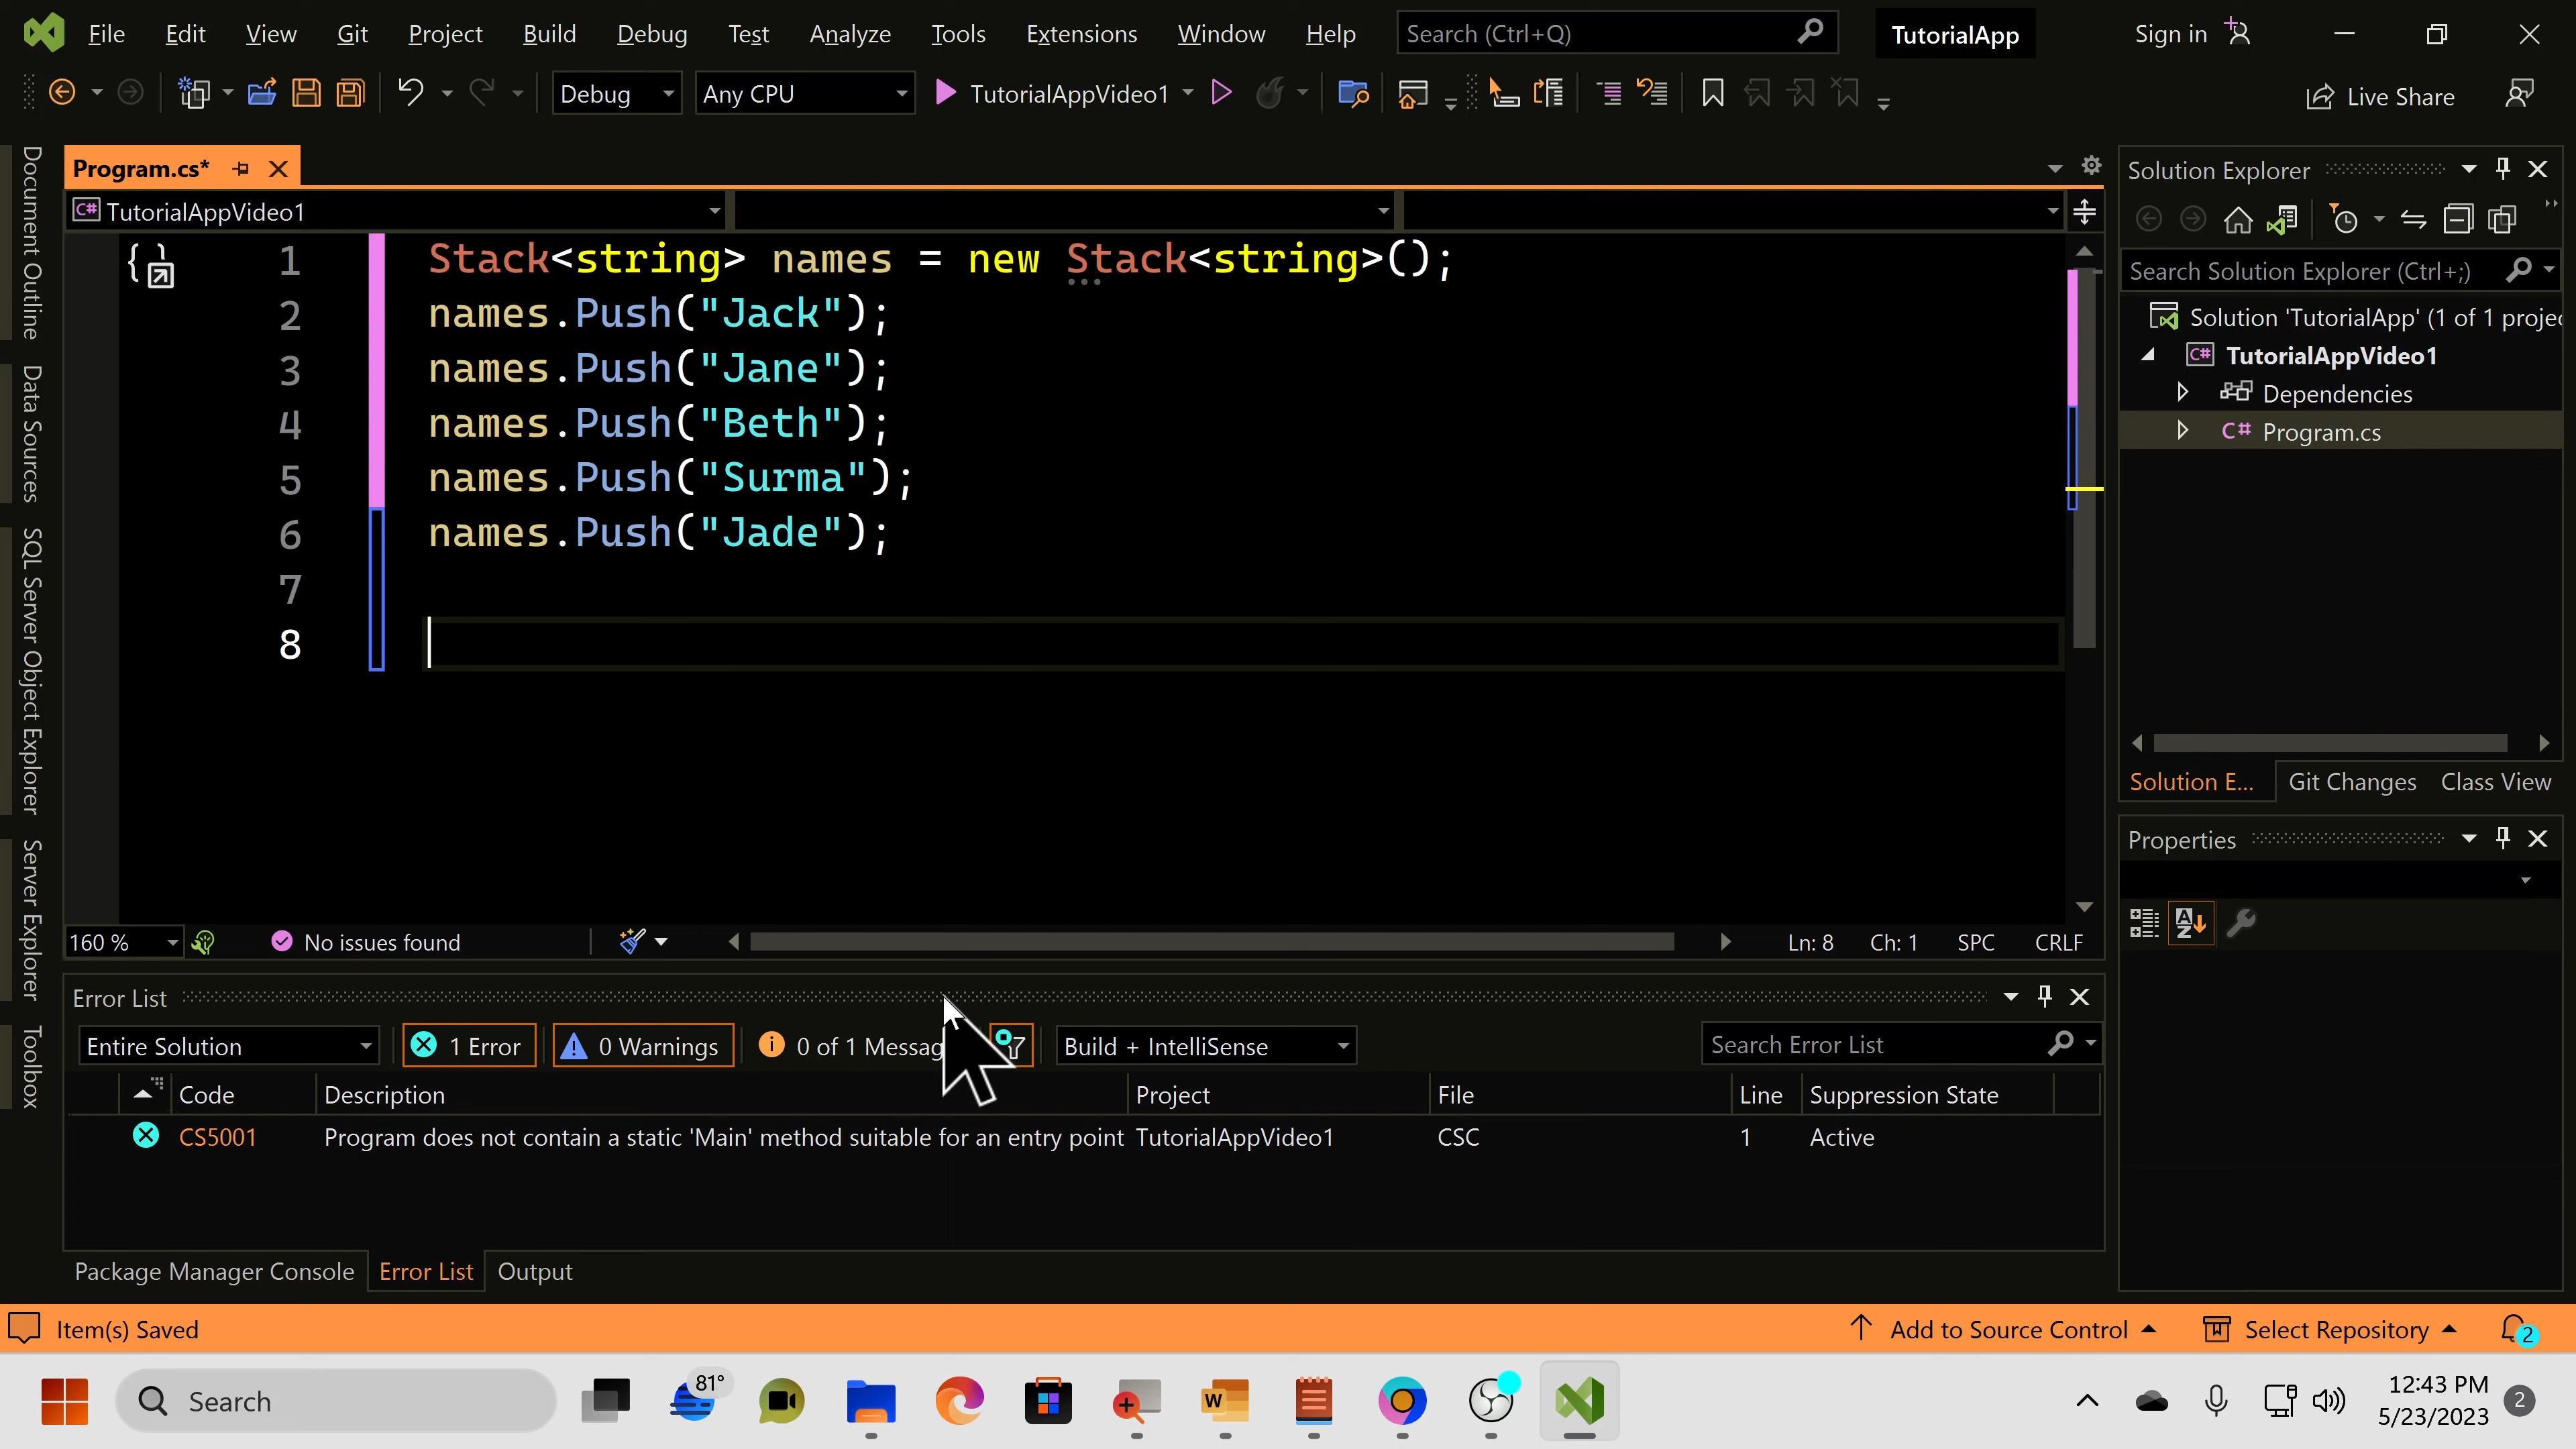 File Edit View Git Project Build Debug Test Analyze Tools Extensions Window Help Search (Ctrl+Q) TutorialApp Sign in
Debug Any CPU TutorialAppVideo1 Live Share
Program.cs*
TutorialAppVideo1
1 Stack<string> names = new Stack<string>();
2 names.Push("Jack");
3 names.Push("Jane");
4 names.Push("Beth");
5 names.Push("Surma");
6 names.Push("Jade");
7
8
160 % No issues found Ln: 8 Ch: 1 SPC CRLF
Document Outline
Data Sources
SQL Server Object Explorer
Server Explorer
Toolbox
Error List
Entire Solution 1 Error 0 Warnings 0 of 1 Messag Build + IntelliSense Search Error List
Code Description Project File Line Suppression State
CS5001 Program does not contain a static 'Main' method suitable for an entry point TutorialAppVideo1 CSC 1 Active
Package Manager Console Error List Output
Solution Explorer
Search Solution Explorer (Ctrl+;)
Solution 'TutorialApp' (1 of 1 projec
C# TutorialAppVideo1
Dependencies
C# Program.cs
Solution E... Git Changes Class View
Properties
Item(s) Saved Add to Source Control Select Repository 2
Search 81° 12:43 PM
5/23/2023 2